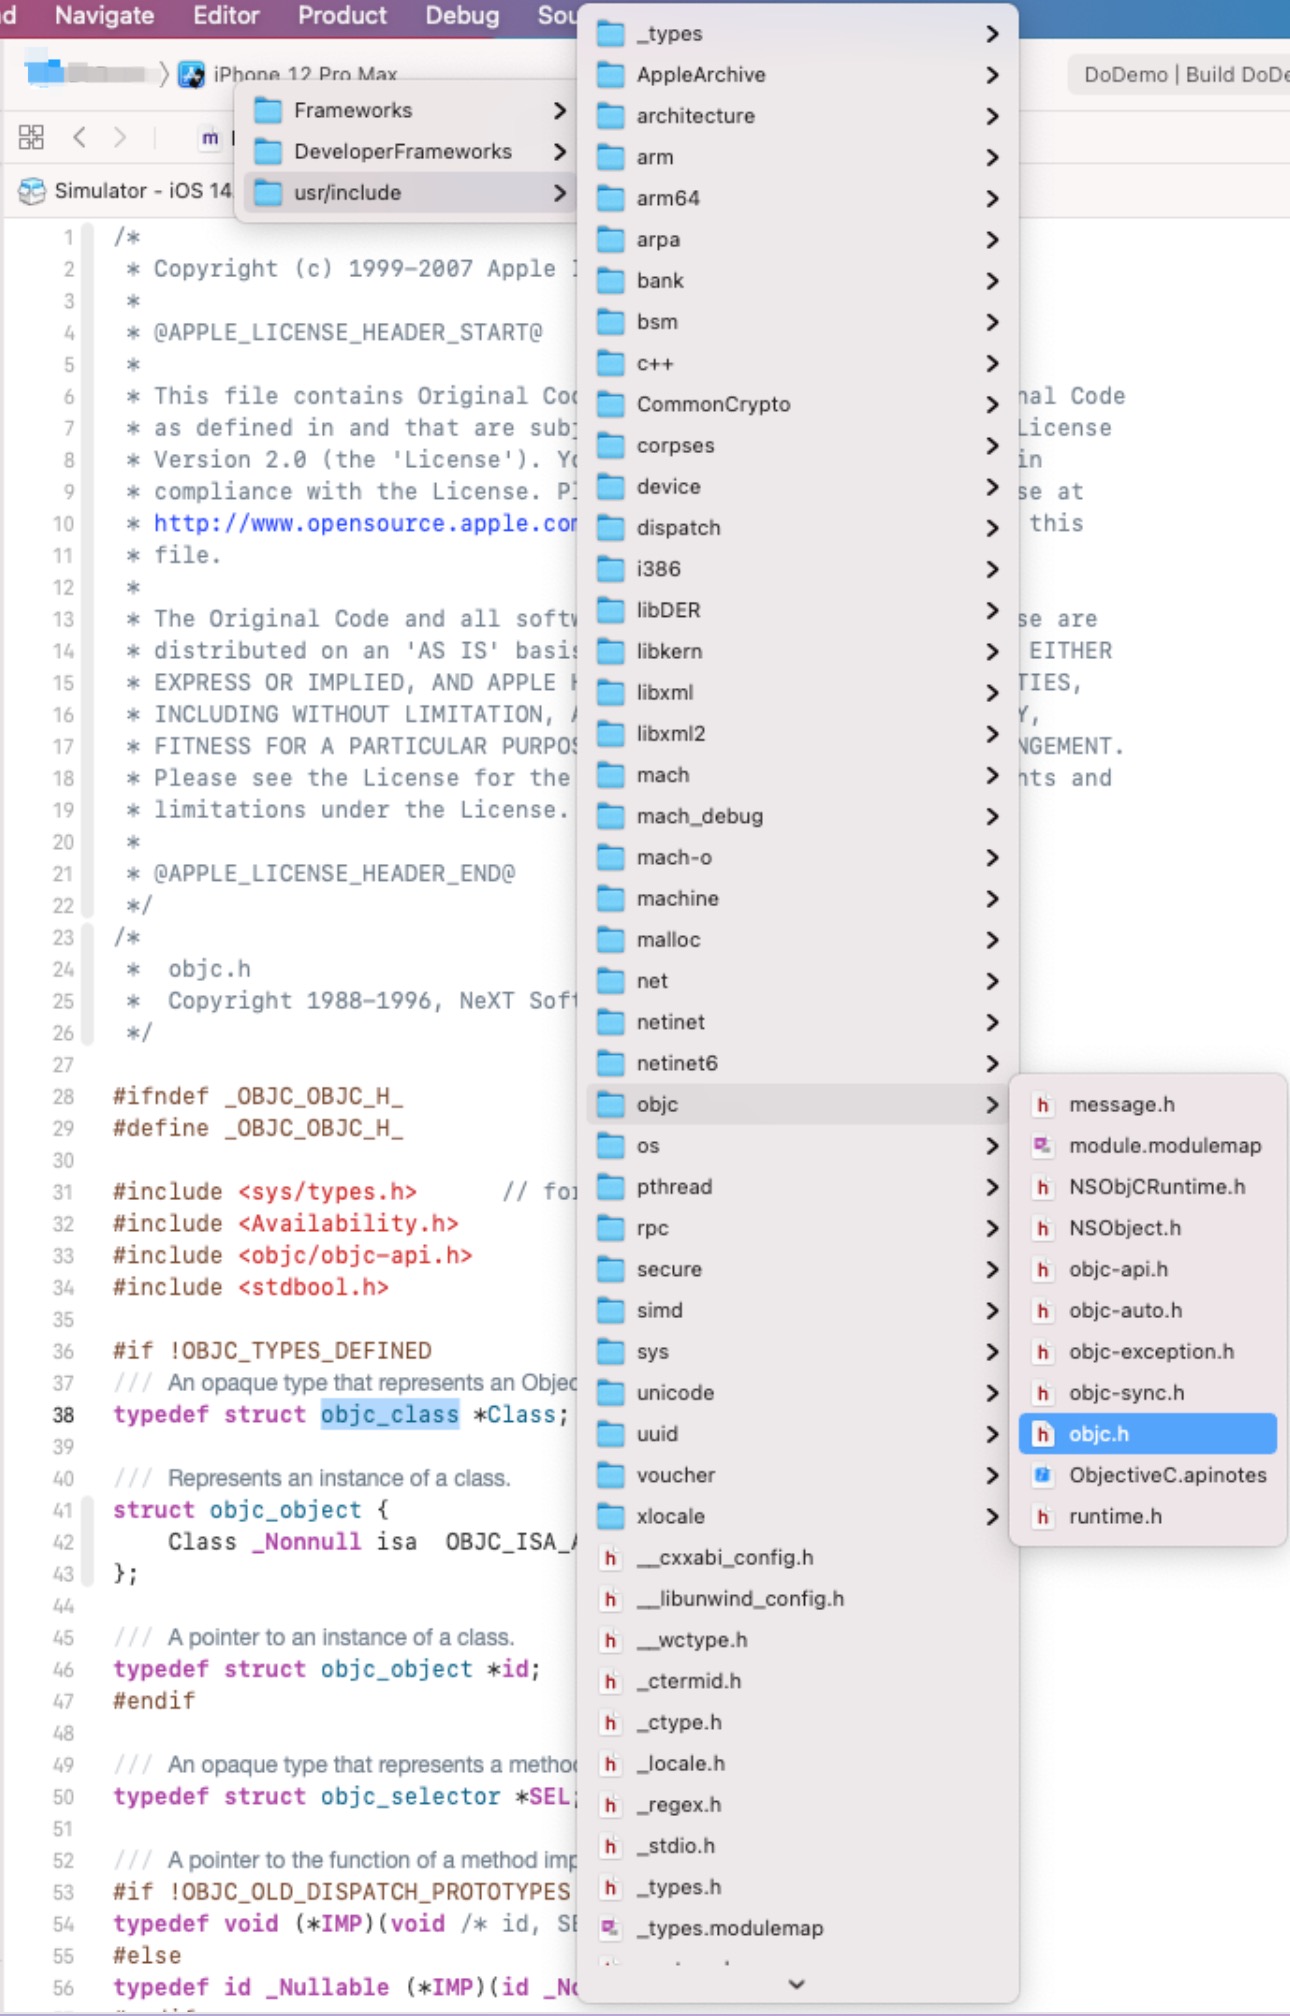 d Navigate Editor Product Debug Sou
iPhone 12 Pro Max
DoDemo | Build DoDe
m
Simulator - iOS 14.
Frameworks
DeveloperFrameworks
usr/include
_types
AppleArchive
architecture
arm
arm64
arpa
bank
bsm
c++
CommonCrypto
corpses
device
dispatch
i386
libDER
libkern
libxml
libxml2
mach
mach_debug
mach-o
machine
malloc
net
netinet
netinet6
objc
os
pthread
rpc
secure
simd
sys
unicode
uuid
voucher
xlocale
h __cxxabi_config.h
h __libunwind_config.h
h __wctype.h
h _ctermid.h
h _ctype.h
h _locale.h
h _regex.h
h _stdio.h
h _types.h
_types.modulemap
h message.h
module.modulemap
h NSObjCRuntime.h
h NSObject.h
h objc-api.h
h objc-auto.h
h objc-exception.h
h objc-sync.h
h objc.h
ObjectiveC.apinotes
h runtime.h
1 /*
2 * Copyright (c) 1999-2007 Apple
3 *
4 * @APPLE_LICENSE_HEADER_START@
5 *
6 * This file contains Original Cod nal Code
7 * as defined in and that are subj License
8 * Version 2.0 (the 'License'). Yo in
9 * compliance with the License. Pl se at
10 * http://www.opensource.apple.com this
11 * file.
12 *
13 * The Original Code and all softw se are
14 * distributed on an 'AS IS' basis EITHER
15 * EXPRESS OR IMPLIED, AND APPLE H TIES,
16 * INCLUDING WITHOUT LIMITATION, A Y,
17 * FITNESS FOR A PARTICULAR PURPOS NGEMENT.
18 * Please see the License for the hts and
19 * limitations under the License.
20 *
21 * @APPLE_LICENSE_HEADER_END@
22 */
23 /*
24 * objc.h
25 * Copyright 1988-1996, NeXT Soft
26 */
27
28 #ifndef _OBJC_OBJC_H_
29 #define _OBJC_OBJC_H_
30
31 #include <sys/types.h> // for
32 #include <Availability.h>
33 #include <objc/objc-api.h>
34 #include <stdbool.h>
35
36 #if !OBJC_TYPES_DEFINED
37 /// An opaque type that represents an Objec
38 typedef struct objc_class *Class;
39
40 /// Represents an instance of a class.
41 struct objc_object {
42 Class _Nonnull isa OBJC_ISA_A
43 };
44
45 /// A pointer to an instance of a class.
46 typedef struct objc_object *id;
47 #endif
48
49 /// An opaque type that represents a metho
50 typedef struct objc_selector *SEL;
51
52 /// A pointer to the function of a method imp
53 #if !OBJC_OLD_DISPATCH_PROTOTYPES
54 typedef void (*IMP)(void /* id, SE
55 #else
56 typedef id _Nullable (*IMP)(id _No